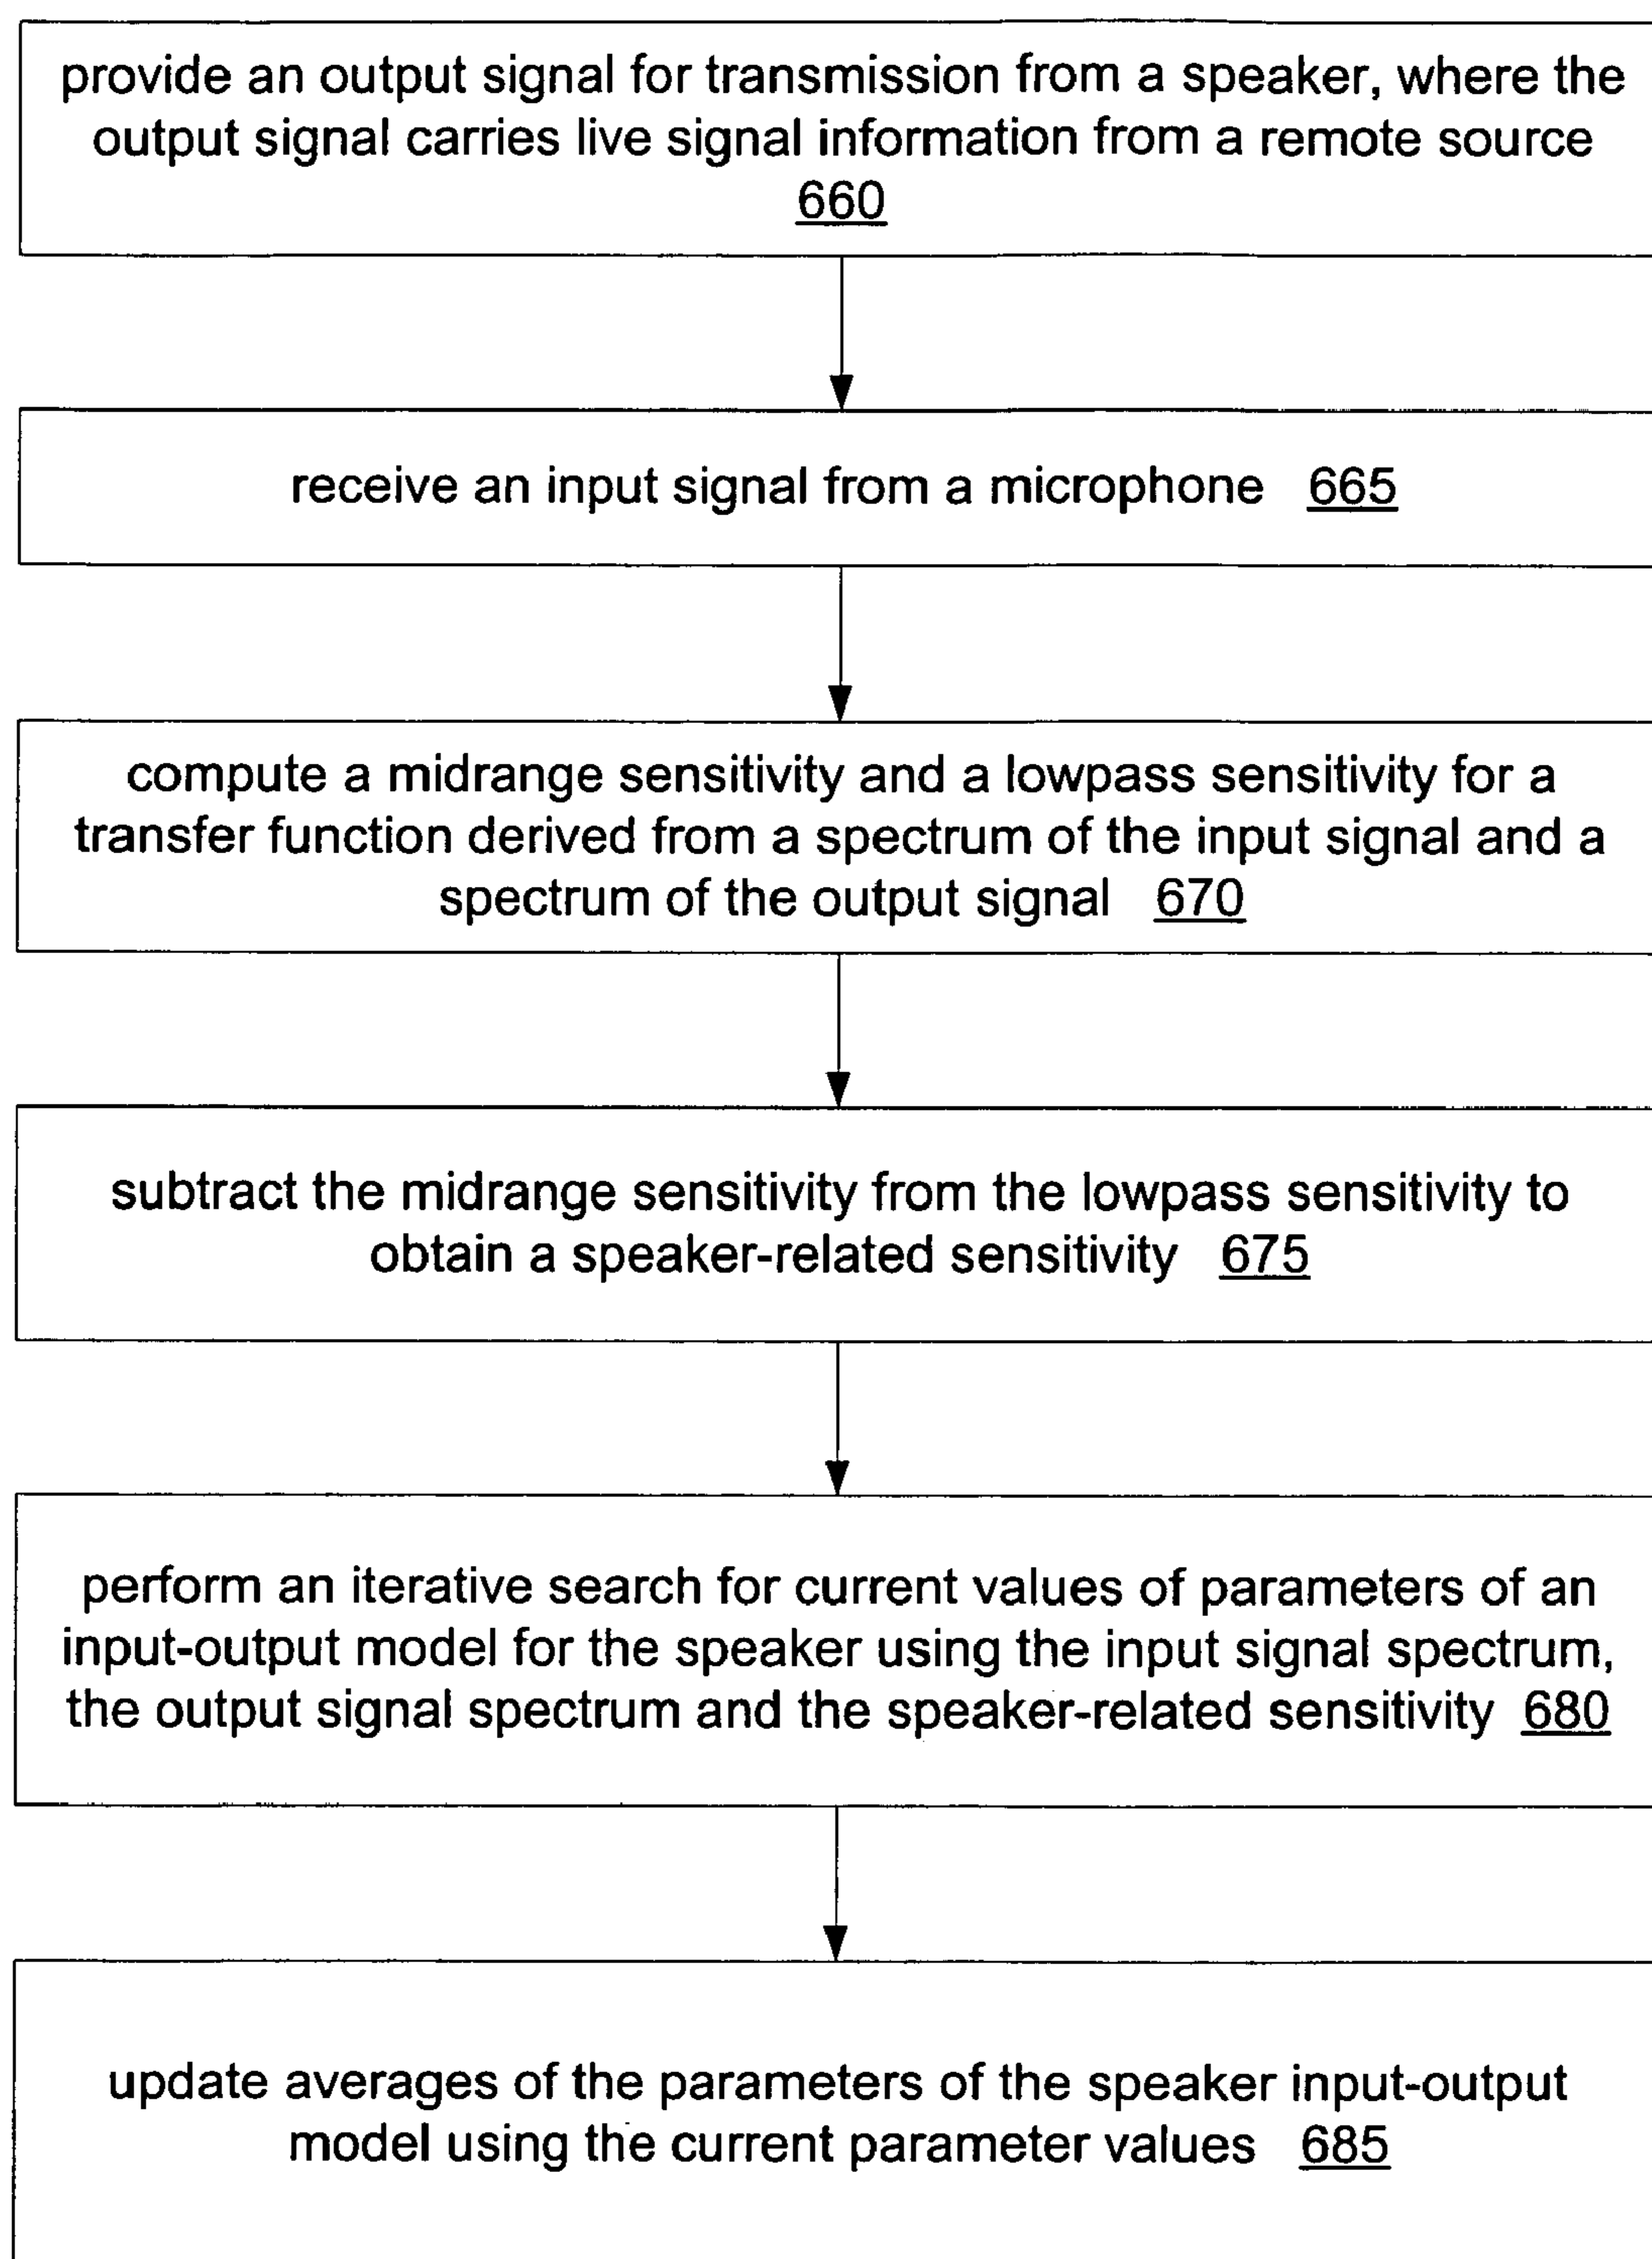 provide an output signal for transmission from a speaker, where the
output signal carries live signal information from a remote source
660
receive an input signal from a microphone 665
compute a midrange sensitivity and a lowpass sensitivity for a
transfer function derived from a spectrum of the input signal and a
spectrum of the output signal 670
subtract the midrange sensitivity from the lowpass sensitivity to
obtain a speaker-related sensitivity 675
perform an iterative search for current values of parameters of an
input-output model for the speaker using the input signal spectrum,
the output signal spectrum and the speaker-related sensitivity 680
update averages of the parameters of the speaker input-output
model using the current parameter values 685